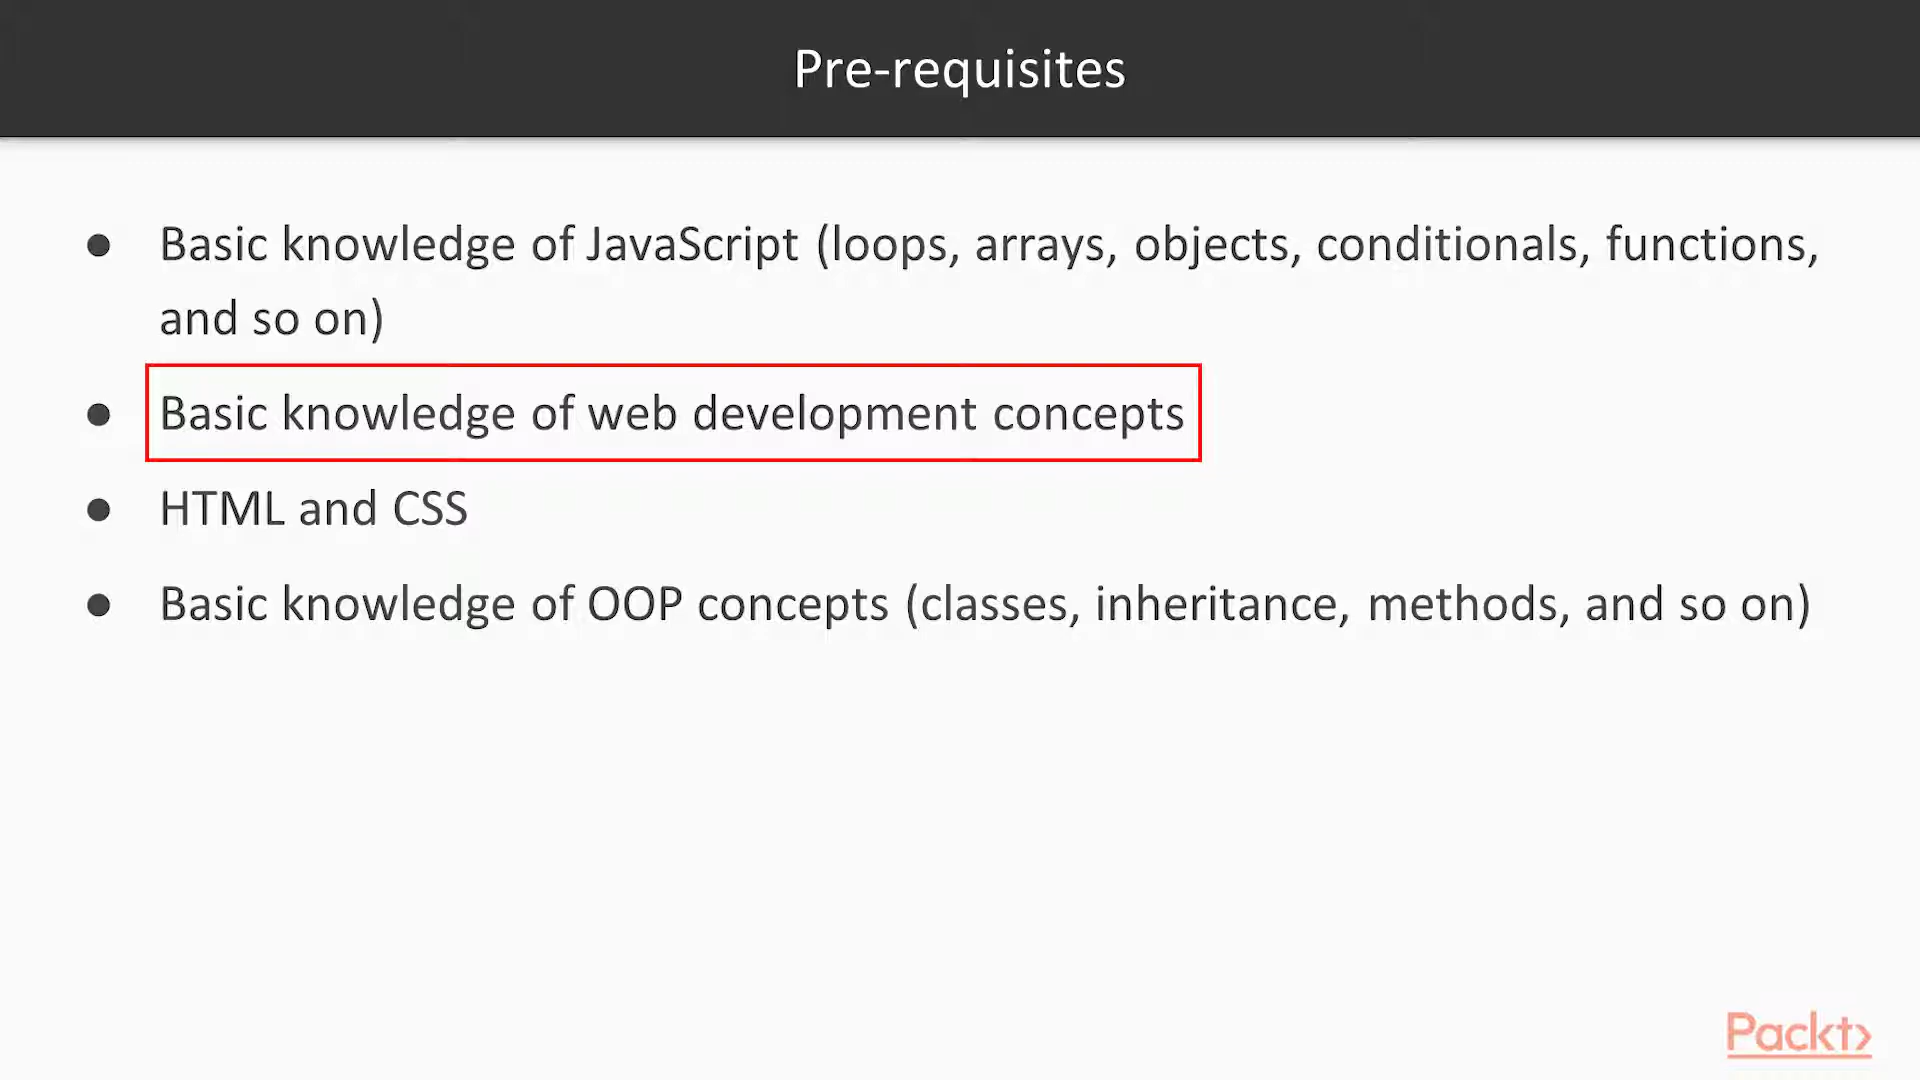 Pre-requisites
● Basic knowledge of JavaScript (loops, arrays, objects, conditionals, functions,
and so on)
● Basic knowledge of web development concepts
● HTML and CSS
● Basic knowledge of OOP concepts (classes, inheritance, methods, and so on)
Packt>